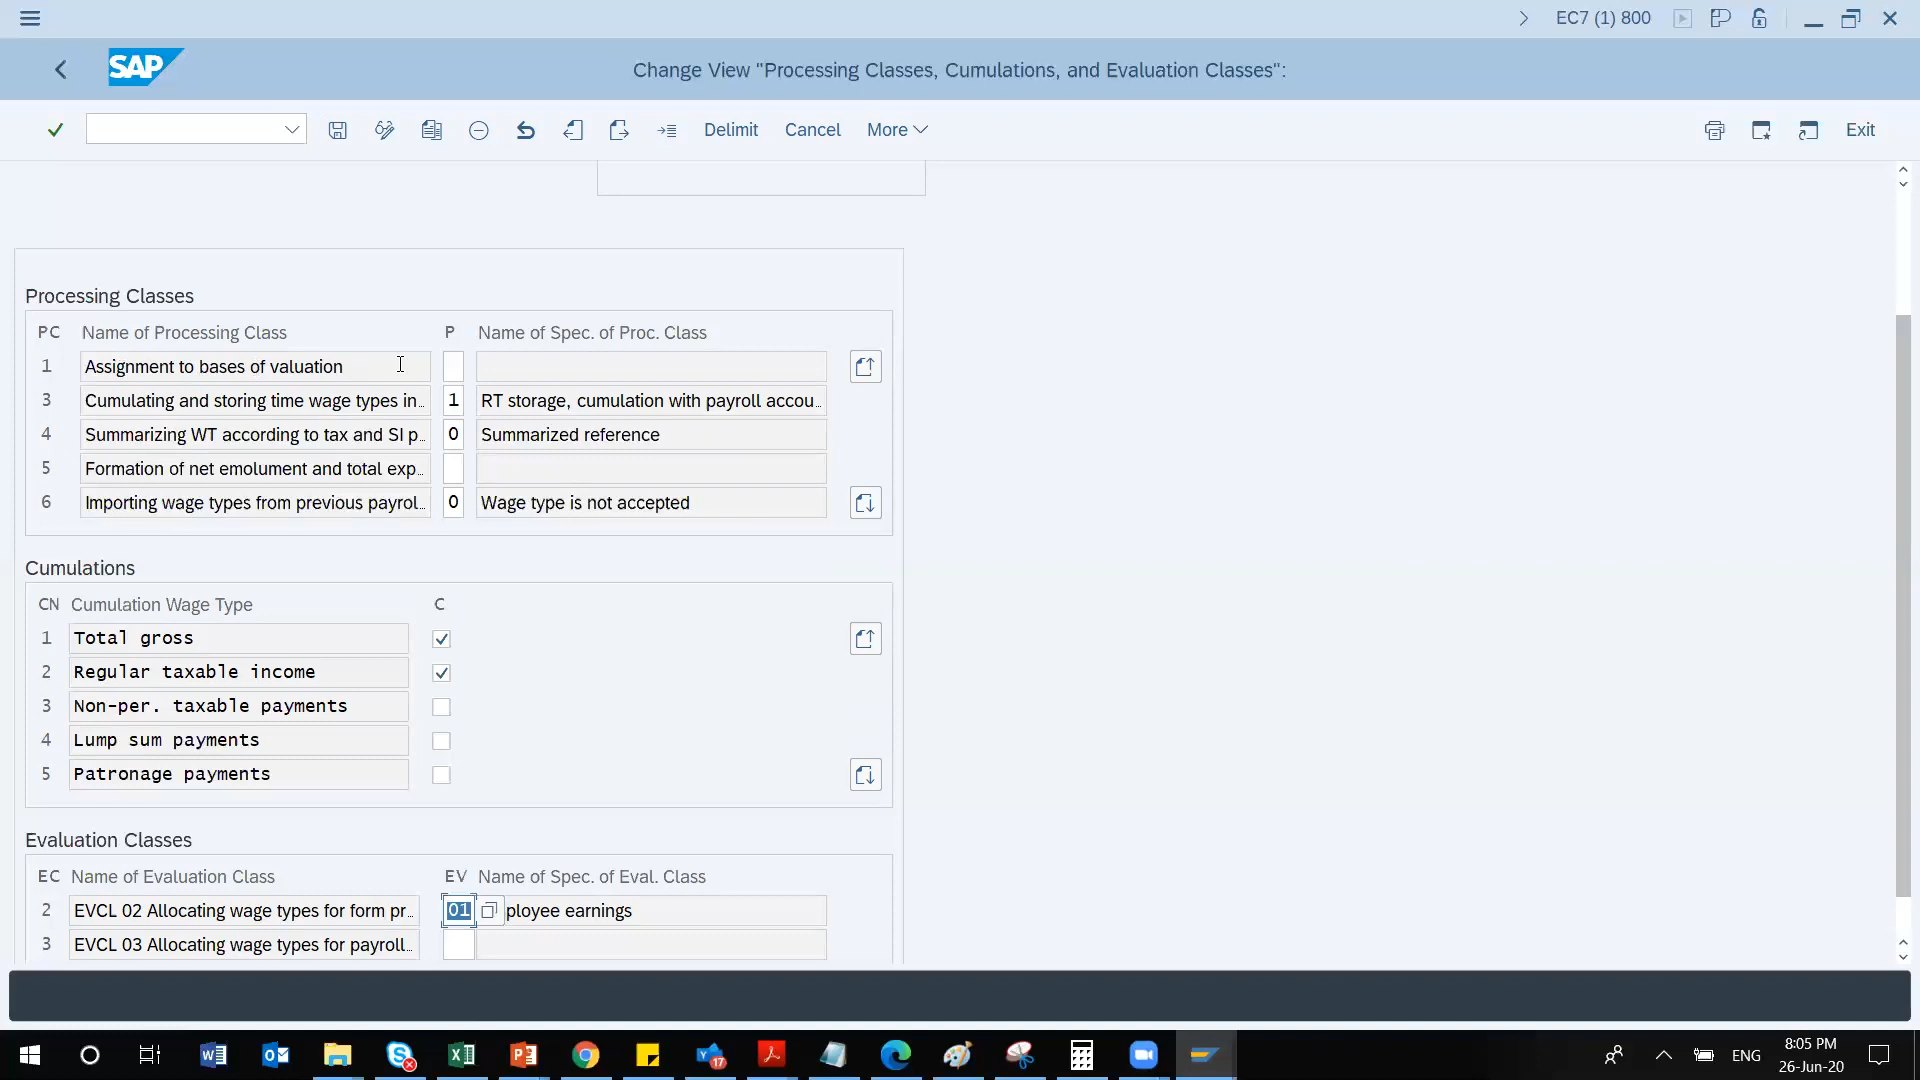 EC7 (1) 800
SAP
Change View "Processing Classes, Cumulations, and Evaluation Classes":
Delimit Cancel More Exit
Processing Classes
PC Name of Processing Class P Name of Spec. of Proc. Class
1 Assignment to bases of valuation
3 Cumulating and storing time wage types in… 1 RT storage, cumulation with payroll accou…
4 Summarizing WT according to tax and SI p… 0 Summarized reference
5 Formation of net emolument and total exp…
6 Importing wage types from previous payrol… 0 Wage type is not accepted
Cumulations
CN Cumulation Wage Type C
1 Total gross
2 Regular taxable income
3 Non-per. taxable payments
4 Lump sum payments
5 Patronage payments
Evaluation Classes
EC Name of Evaluation Class EV Name of Spec. of Eval. Class
2 EVCL 02 Allocating wage types for form pr… 01 ployee earnings
3 EVCL 03 Allocating wage types for payroll…
17
ENG
8:05 PM
26-Jun-20